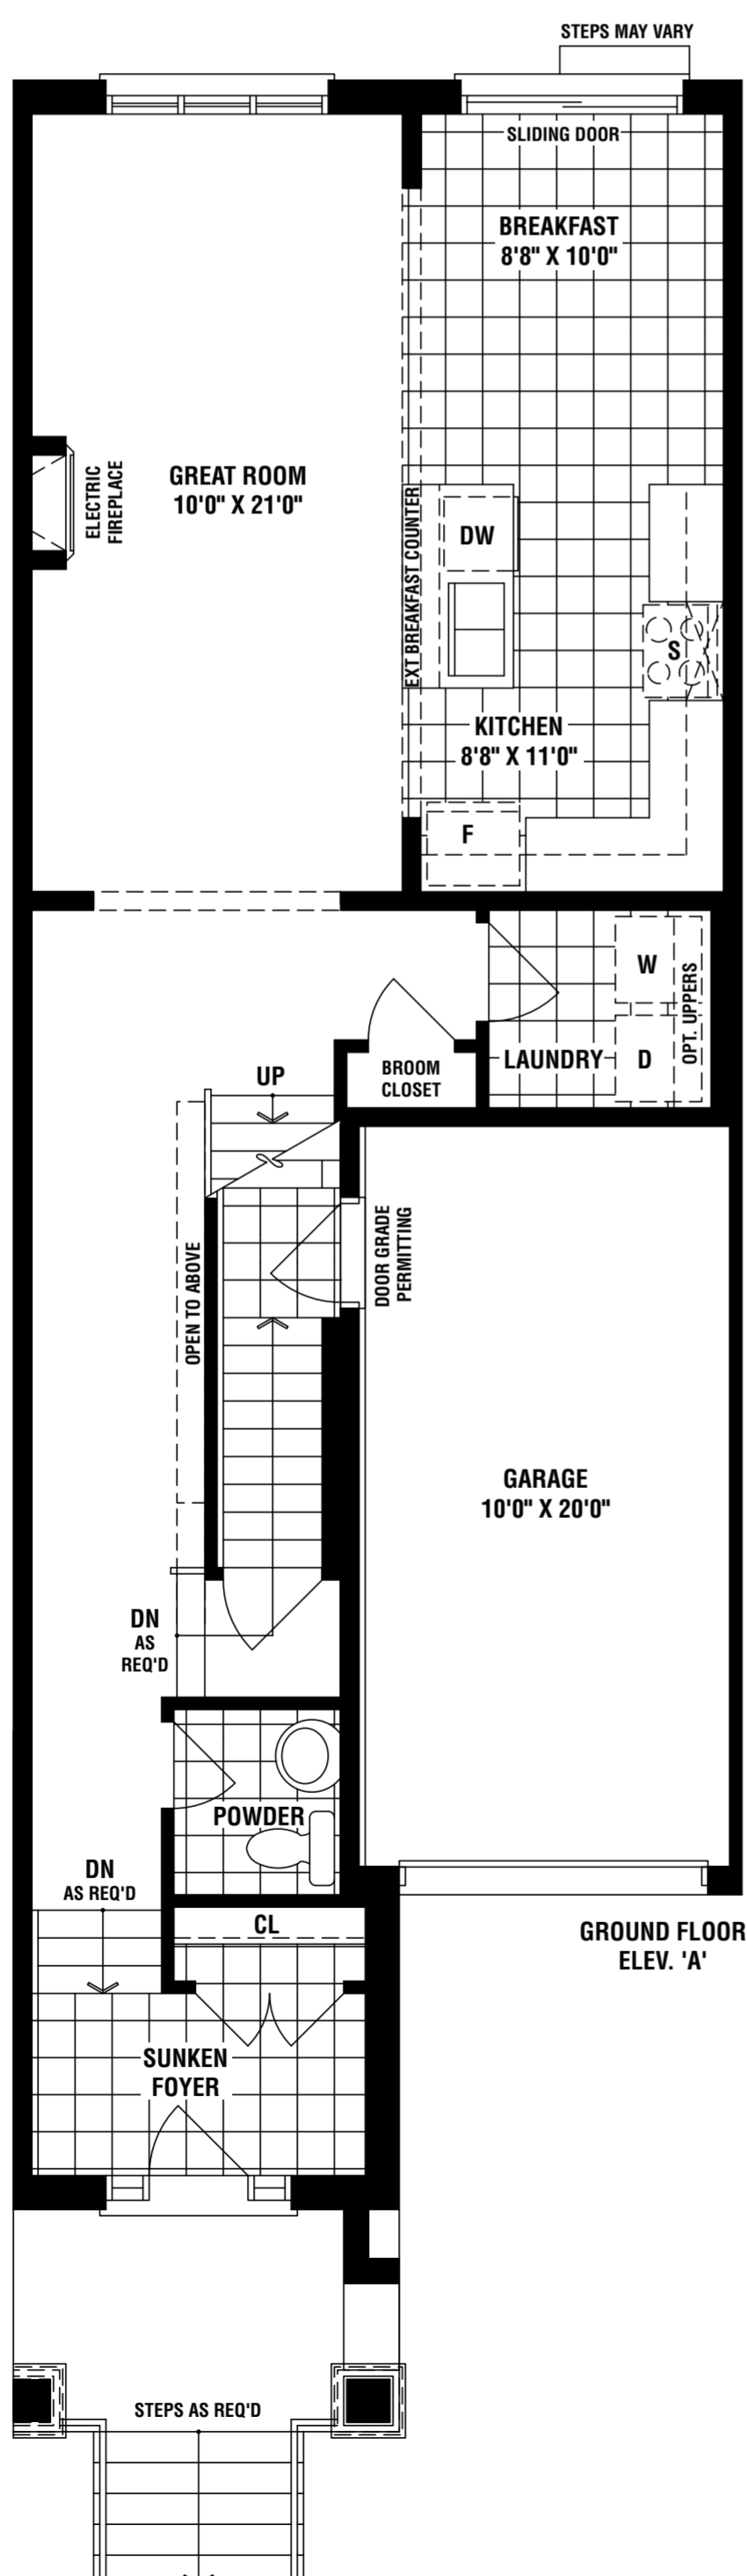 STEPS MAY VARY
SLIDING DOOR
BREAKFAST
8'8" X 10'0"
GREAT ROOM
10'0" X 21'0"
ELECTRIC
FIREPLACE
EXT BREAKFAST COUNTER
DW
S
KITCHEN
8'8" X 11'0"
F
W
D
OPT. UPPERS
LAUNDRY
BROOM
CLOSET
UP
DOOR GRADE
PERMITTING
OPEN TO ABOVE
GARAGE
10'0" X 20'0"
DN
AS
REQ'D
POWDER
DN
AS REQ'D
CL
GROUND FLOOR
ELEV. 'A'
SUNKEN
FOYER
STEPS AS REQ'D